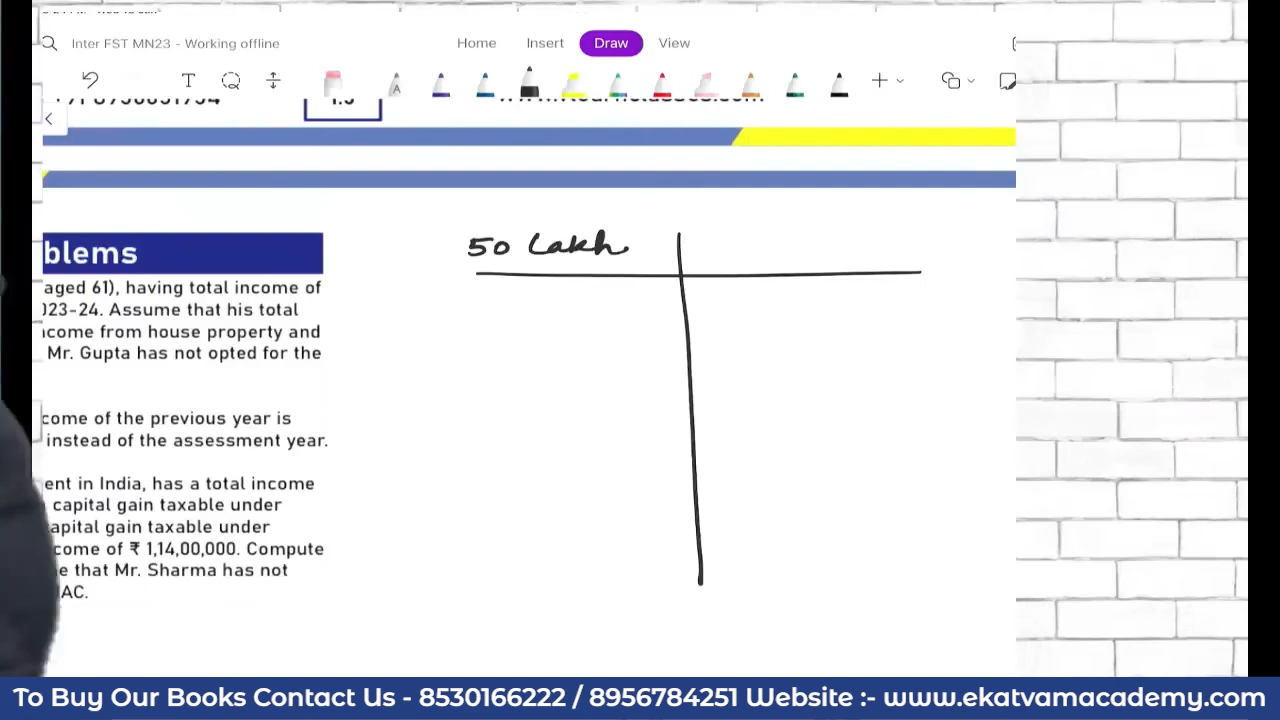 Inter FST MN23 - Working offline
Home Insert Draw View
blems
aged 61), having total income of
023-24. Assume that his total
ncome from house property and
Mr. Gupta has not opted for the
come of the previous year is
instead of the assessment year.
ent in India, has a total income
capital gain taxable under
apital gain taxable under
come of ₹ 1,14,00,000. Compute
e that Mr. Sharma has not
AC.
50 Lakh
To Buy Our Books Contact Us - 8530166222 / 8956784251 Website :- www.ekatvamacademy.com